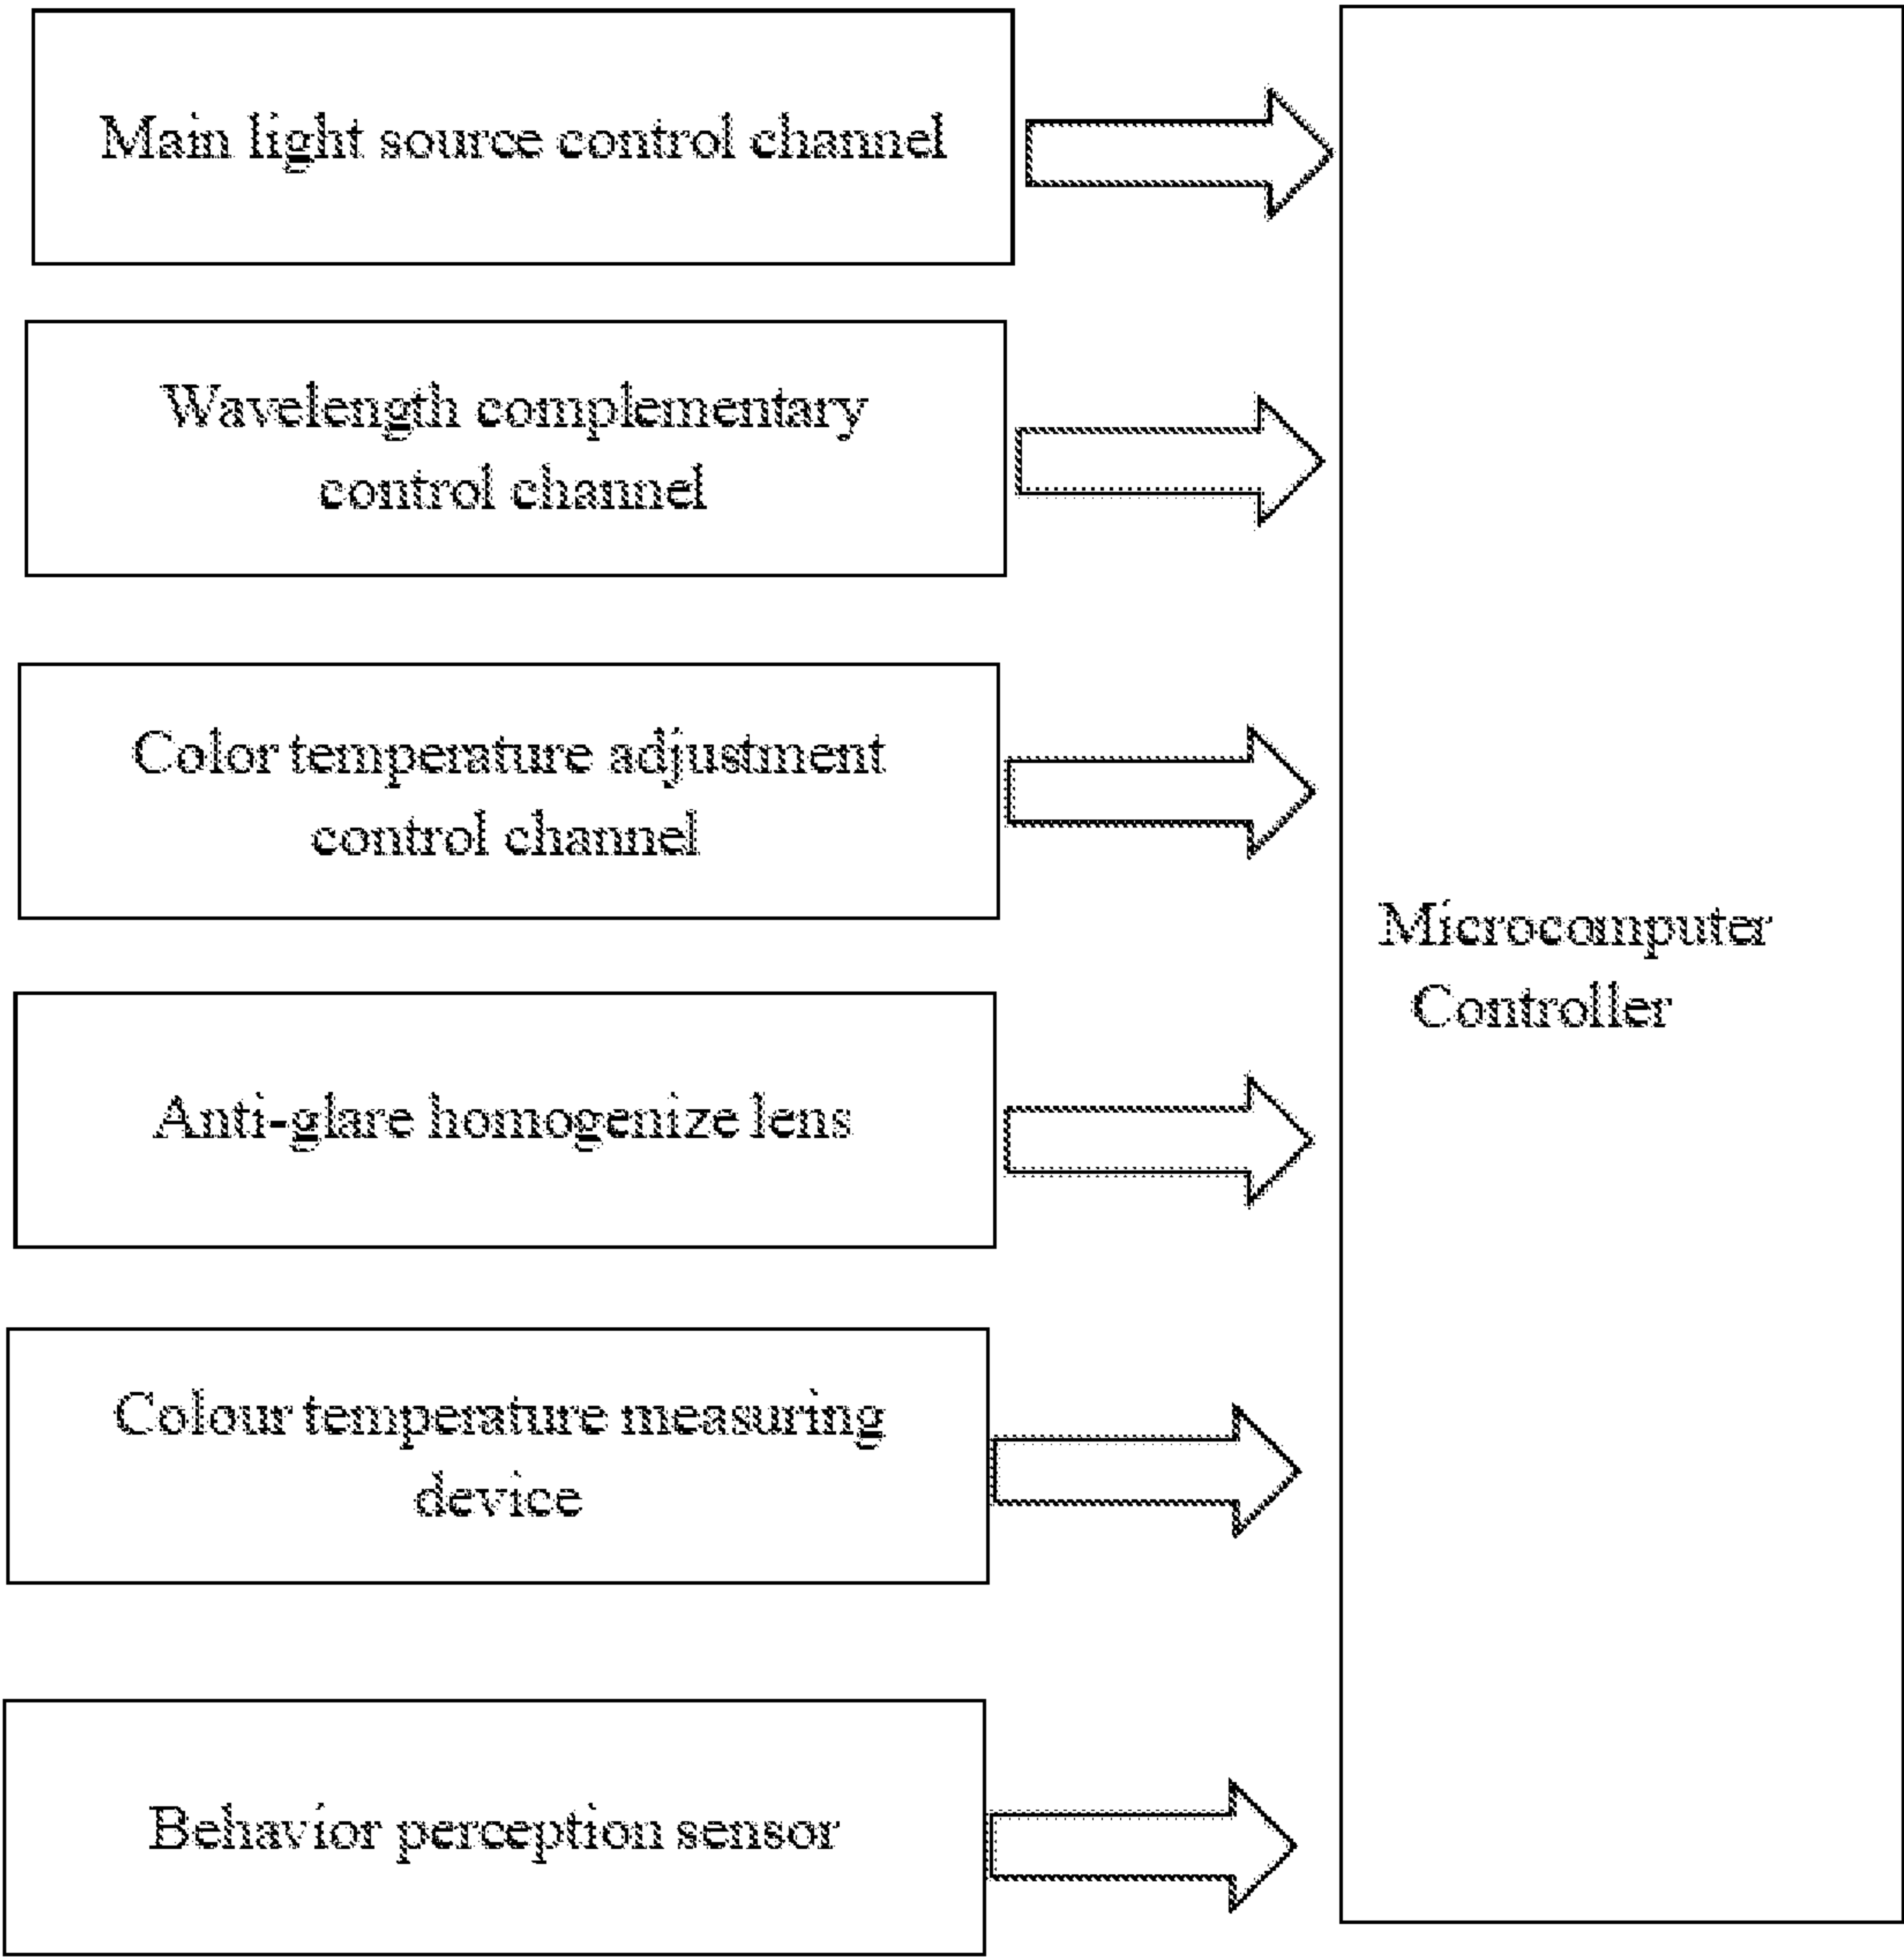 Main light source control channel
Wavelength complementary
control channel
Color temperature adjustment
control channel
Anti-glare homogenize lens
Colour temperature measuring
device
Behavior perception sensor
Microcomputer
Controller